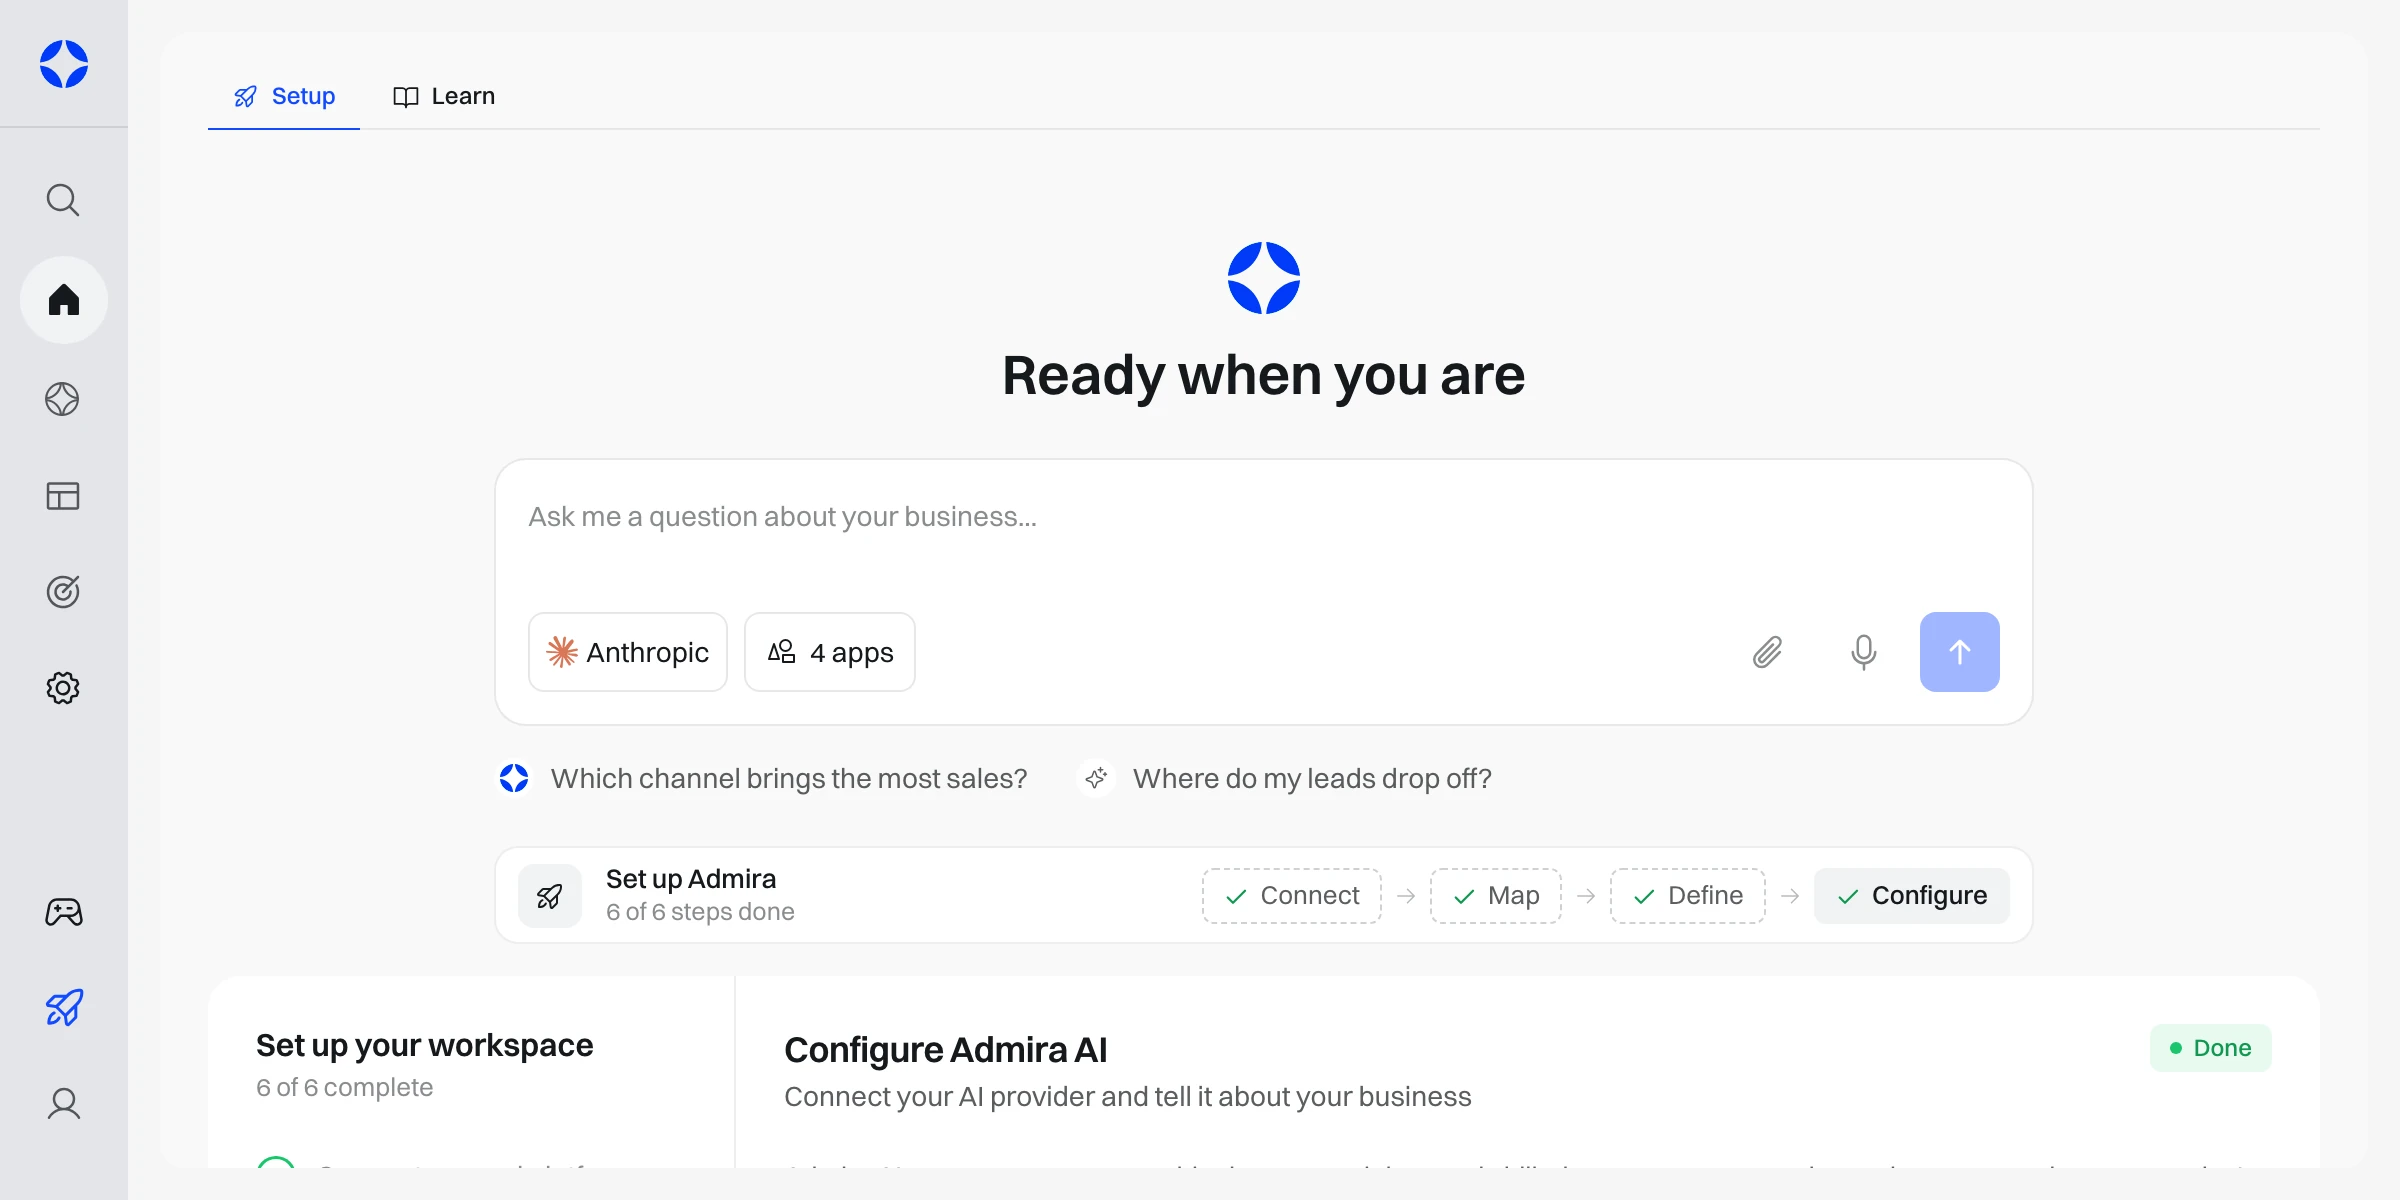 Setup
Learn
Ready when you are
Ask me a question about your business...
Anthropic
4 apps
Which channel brings the most sales?
Where do my leads drop off?
Set up Admira
6 of 6 steps done
Connect
Map
Define
Configure
Set up your workspace
6 of 6 complete
Configure Admira AI
Done
Connect your AI provider and tell it about your business